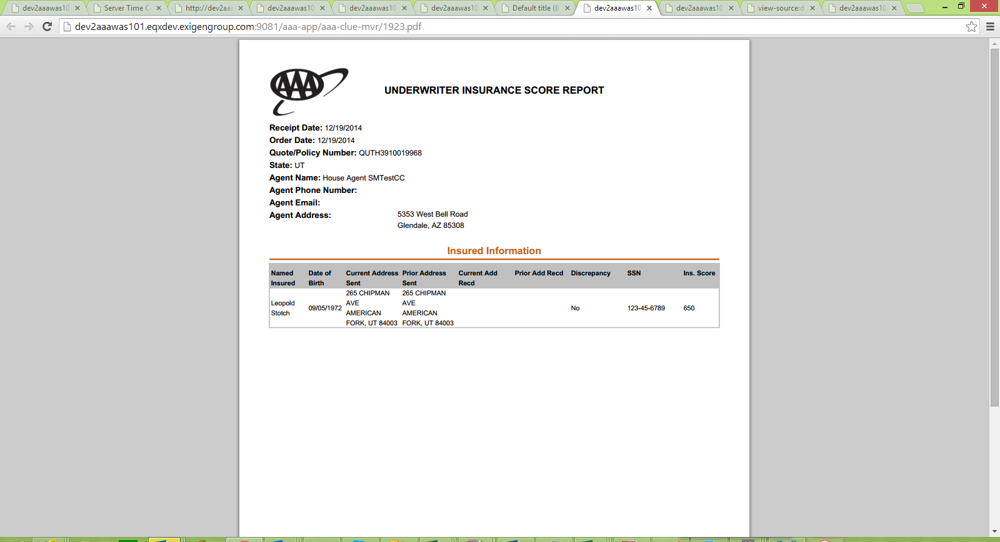 dev2aaawas10
Server Time C
http://dev2aaa
dev2aaawas10
dev2aaawas10
dev2aaawas10
Default title (B
dev2aaawas10
dev2aaawas10
view-source:d
dev2aaawas10
dev2aaawas101.eqxdev.exigengroup.com:9081/aaa-app/aaa-clue-mvr/1923.pdf
AAA
UNDERWRITER INSURANCE SCORE REPORT
Receipt Date: 12/19/2014
Order Date: 12/19/2014
Quote/Policy Number: QUTH3910019968
State: UT
Agent Name: House Agent SMTestCC
Agent Phone Number:
Agent Email:
Agent Address: 5353 West Bell Road
Glendale, AZ 85308
Insured Information
Named Date of Current Address Prior Address Current Add Prior Add Recd Discrepancy SSN Ins. Score
Insured Birth Sent Sent Recd
265 CHIPMAN 265 CHIPMAN
Leopold AVE AVE
09/05/1972 No 123-45-6789 650
Stotch AMERICAN AMERICAN
FORK, UT 84003 FORK, UT 84003